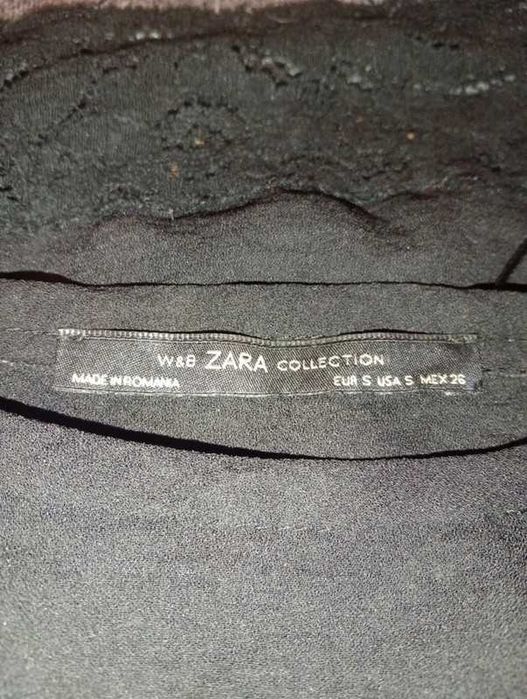 W&B ZARA COLLECTION
MADE IN ROMANIA EUR S USA S MEX 26